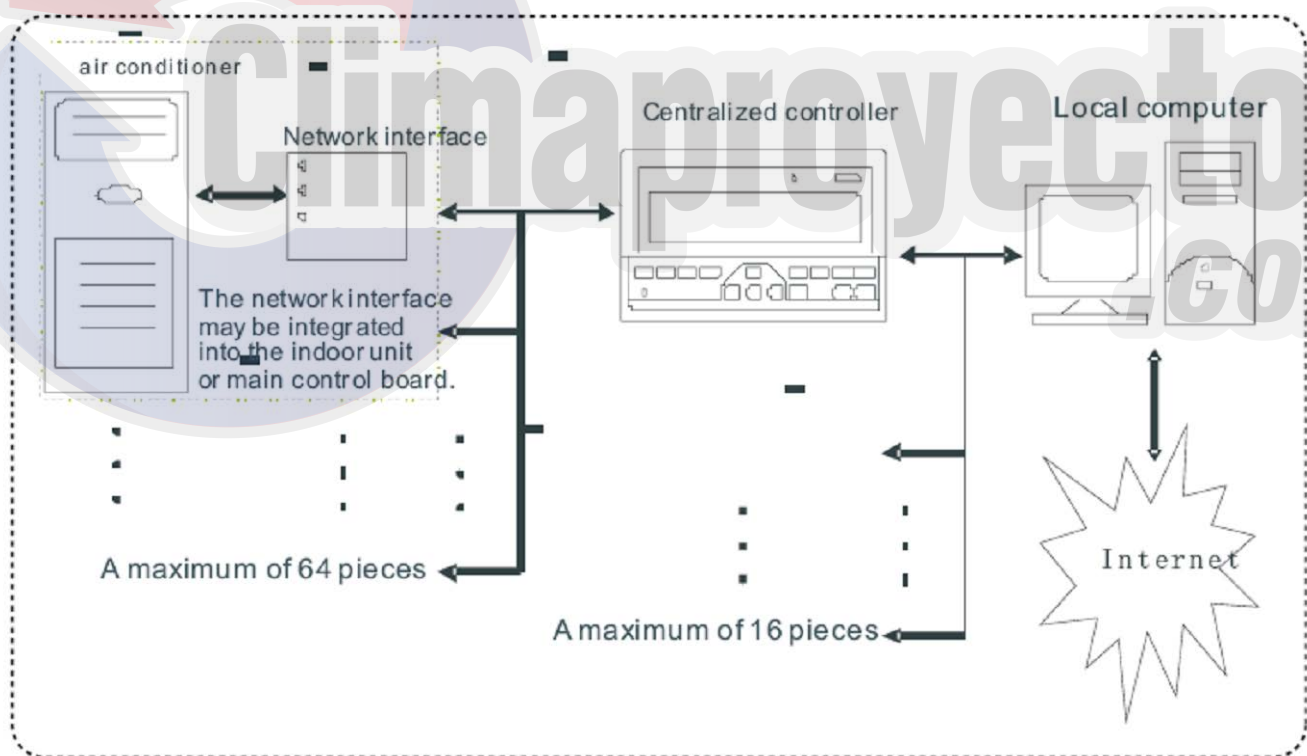 Climaproyecto
.co
air conditioner
Network interface
Centralized controller
Local computer
The network interface
may be integrated
into the indoor unit
or main control board.
A maximum of 64 pieces
A maximum of 16 pieces
Internet